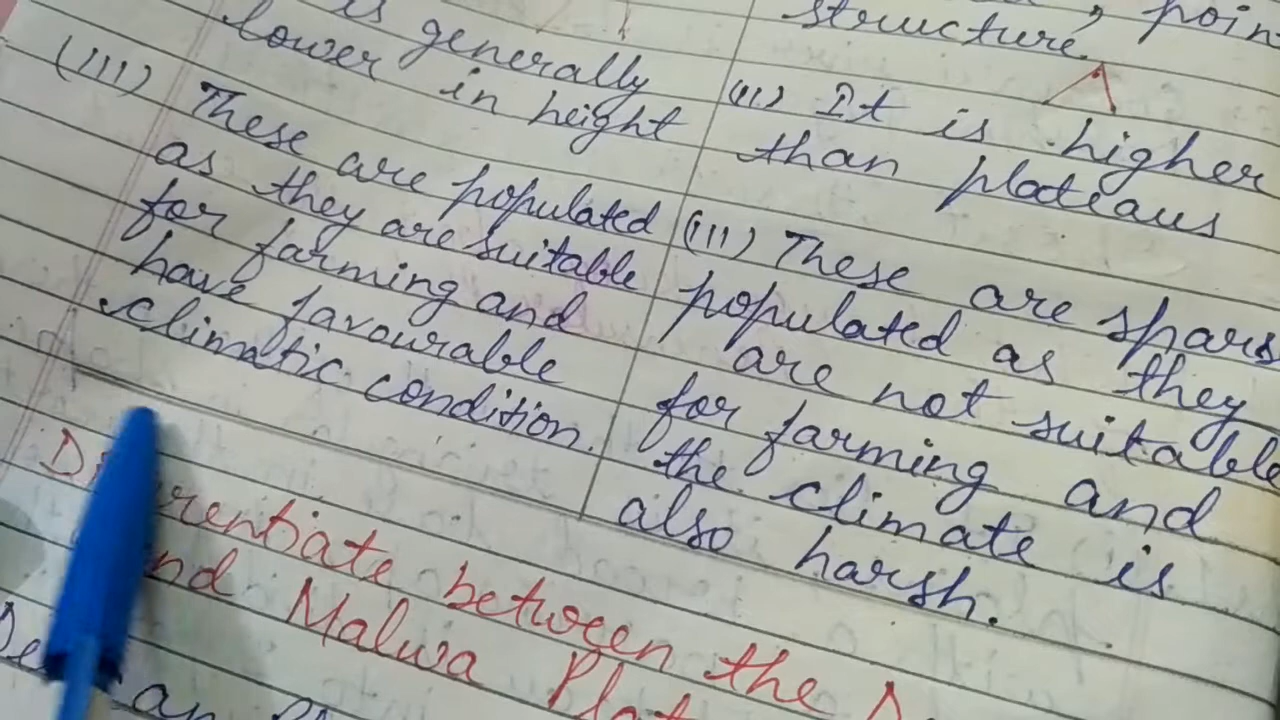 is generally
lower in height
(III) These are populated
as they are suitable
for farming and
have favourable
climatic condition.
structure.
(II) It is higher
than plateaus
(III) These are spars
populated as they
are not suitable
for farming and
the climate is
also harsh.
rentiate between the D
nd Malwa Plat